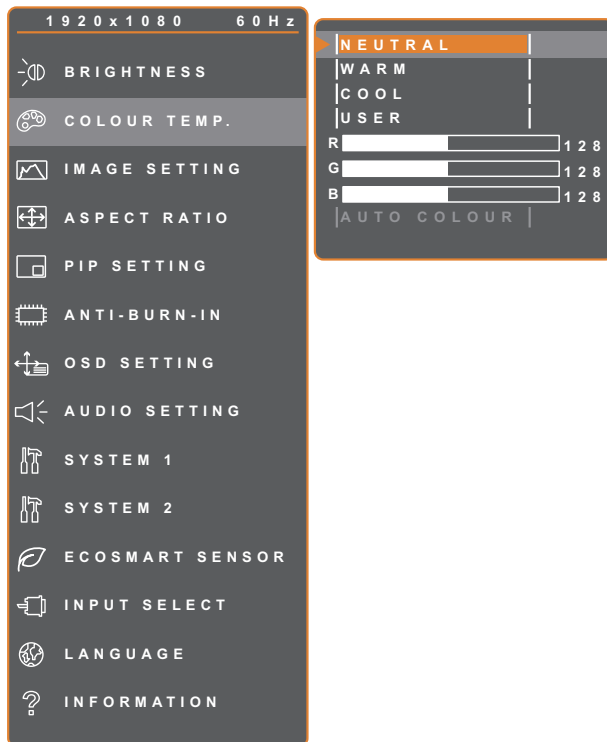 1920x1080 60Hz
BRIGHTNESS
COLOUR TEMP.
IMAGE SETTING
ASPECT RATIO
PIP SETTING
ANTI-BURN-IN
OSD SETTING
AUDIO SETTING
SYSTEM 1
SYSTEM 2
ECOSMART SENSOR
INPUT SELECT
LANGUAGE
INFORMATION
NEUTRAL
WARM
COOL
USER
R 128
G 128
B 128
AUTO COLOUR